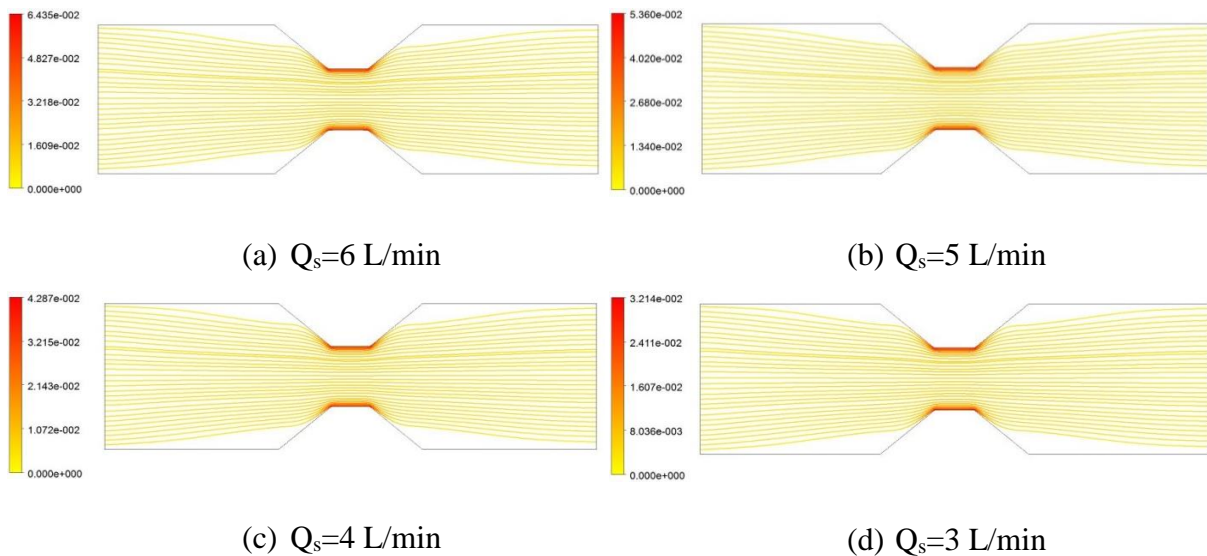 6.435e-002
4.827e-002
3.218e-002
1.609e-002
0.000e+000
5.360e-002
4.020e-002
2.680e-002
1.340e-002
0.000e+000
(a) Qₛ=6 L/min
(b) Qₛ=5 L/min
4.287e-002
3.215e-002
2.143e-002
1.072e-002
0.000e+000
3.214e-002
2.411e-002
1.607e-002
8.036e-003
0.000e+000
(c) Qₛ=4 L/min
(d) Qₛ=3 L/min